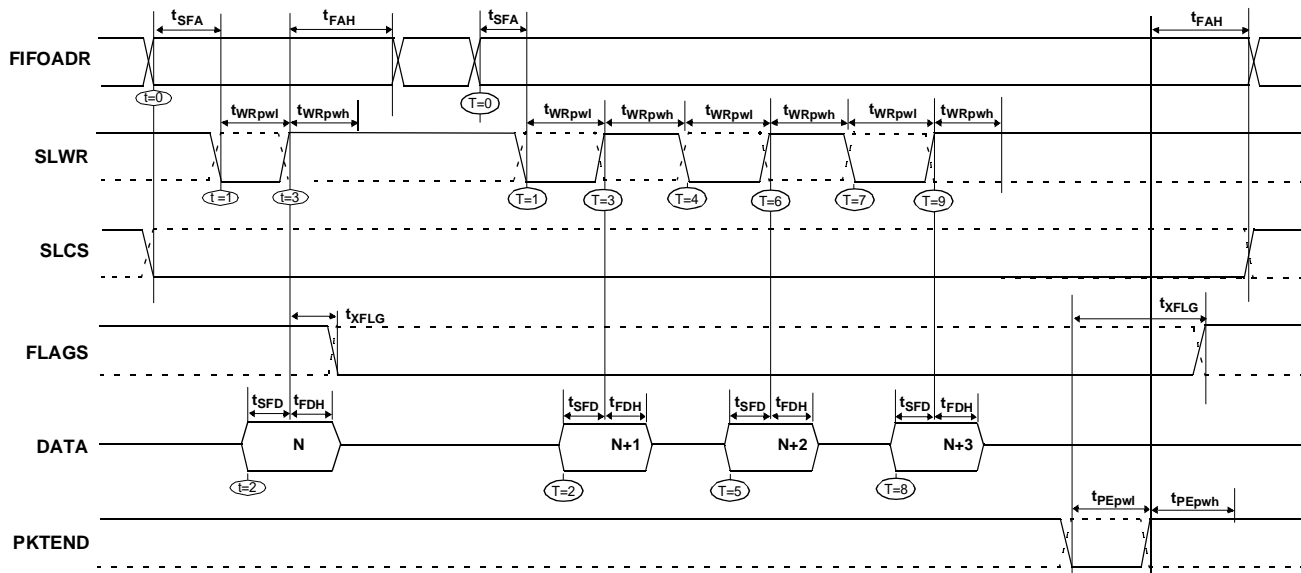 tSFA tFAH tSFA tFAH
FIFOADR
t=0 T=0
tWRpwl tWRpwh tWRpwl tWRpwh tWRpwl tWRpwh tWRpwl tWRpwh
SLWR
t =1 t=3 T=1 T=3 T=4 T=6 T=7 T=9
SLCS
tXFLG tXFLG
FLAGS
tSFD tFDH tSFD tFDH tSFD tFDH tSFD tFDH
DATA N N+1 N+2 N+3
t=2 T=2 T=5 T=8
tPEpwl tPEpwh
PKTEND